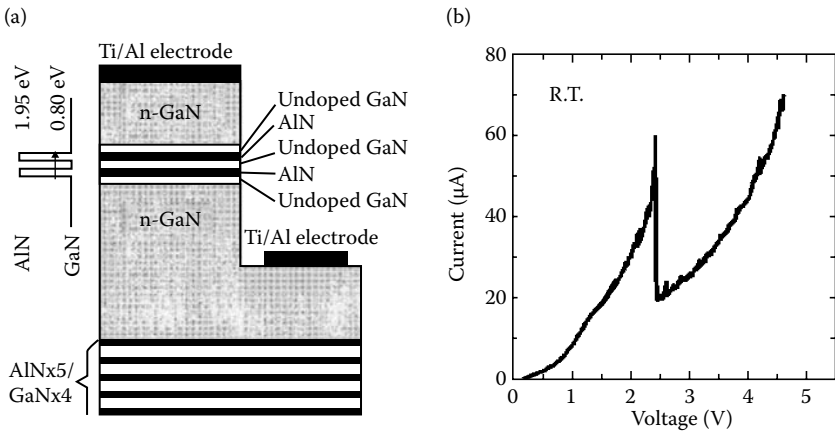 (a)
Ti/Al electrode
1.95 eV
0.80 eV
n-GaN
Undoped GaN
AlN
Undoped GaN
AlN
Undoped GaN
n-GaN
AlN
GaN
Ti/Al electrode
AlNx5/
GaNx4
(b)
80
60
40
20
0
Current (μA)
R.T.
0
1
2
3
4
5
Voltage (V)